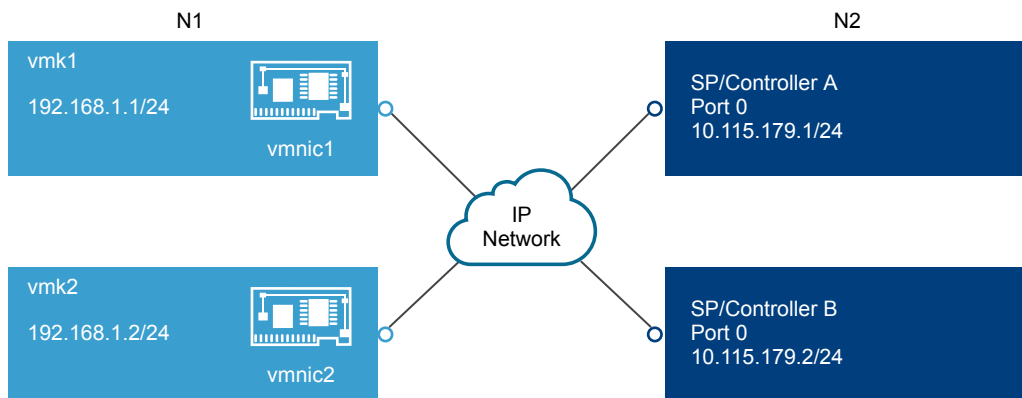 N1
N2
vmk1
192.168.1.1/24
vmnic1
SP/Controller A
Port 0
10.115.179.1/24
IP
Network
vmk2
192.168.1.2/24
vmnic2
SP/Controller B
Port 0
10.115.179.2/24